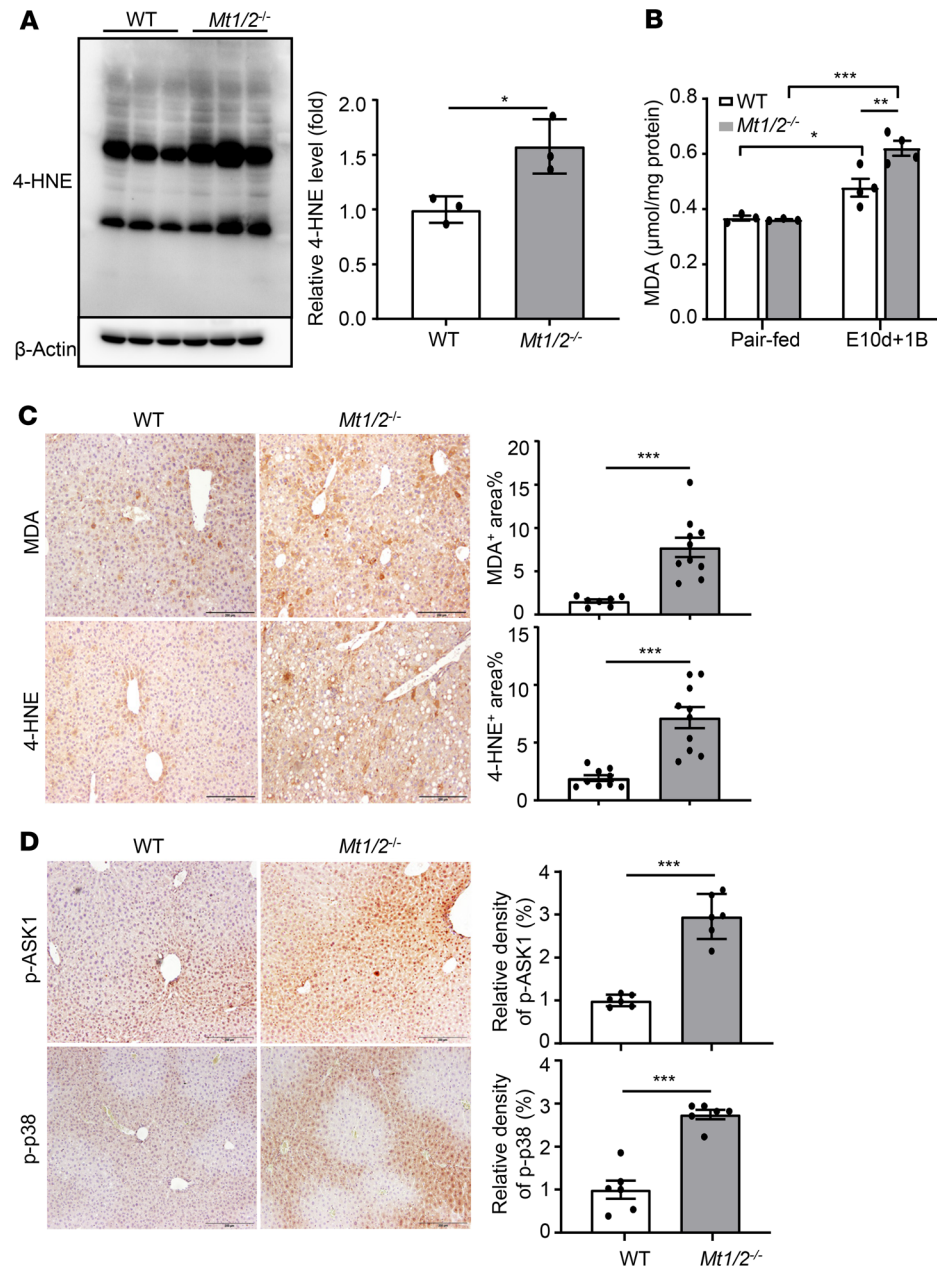 A
WT Mt1/2-/-
4-HNE
β-Actin
Relative 4-HNE level (fold)
2.0
1.5
1.0
0.5
0.0
*
WT Mt1/2-/-
B
MDA (μmol/mg protein)
0.8
0.6
0.4
0.2
0.0
WT
Mt1/2-/-
***
**
*
Pair-fed E10d+1B
C
WT Mt1/2-/-
MDA
4-HNE
MDA+ area%
20
15
10
5
0
***
4-HNE+ area%
15
10
5
0
***
D
WT Mt1/2-/-
p-ASK1
p-p38
Relative density
of p-ASK1 (%)
4
3
2
1
0
***
Relative density
of p-p38 (%)
4
3
2
1
0
***
WT Mt1/2-/-